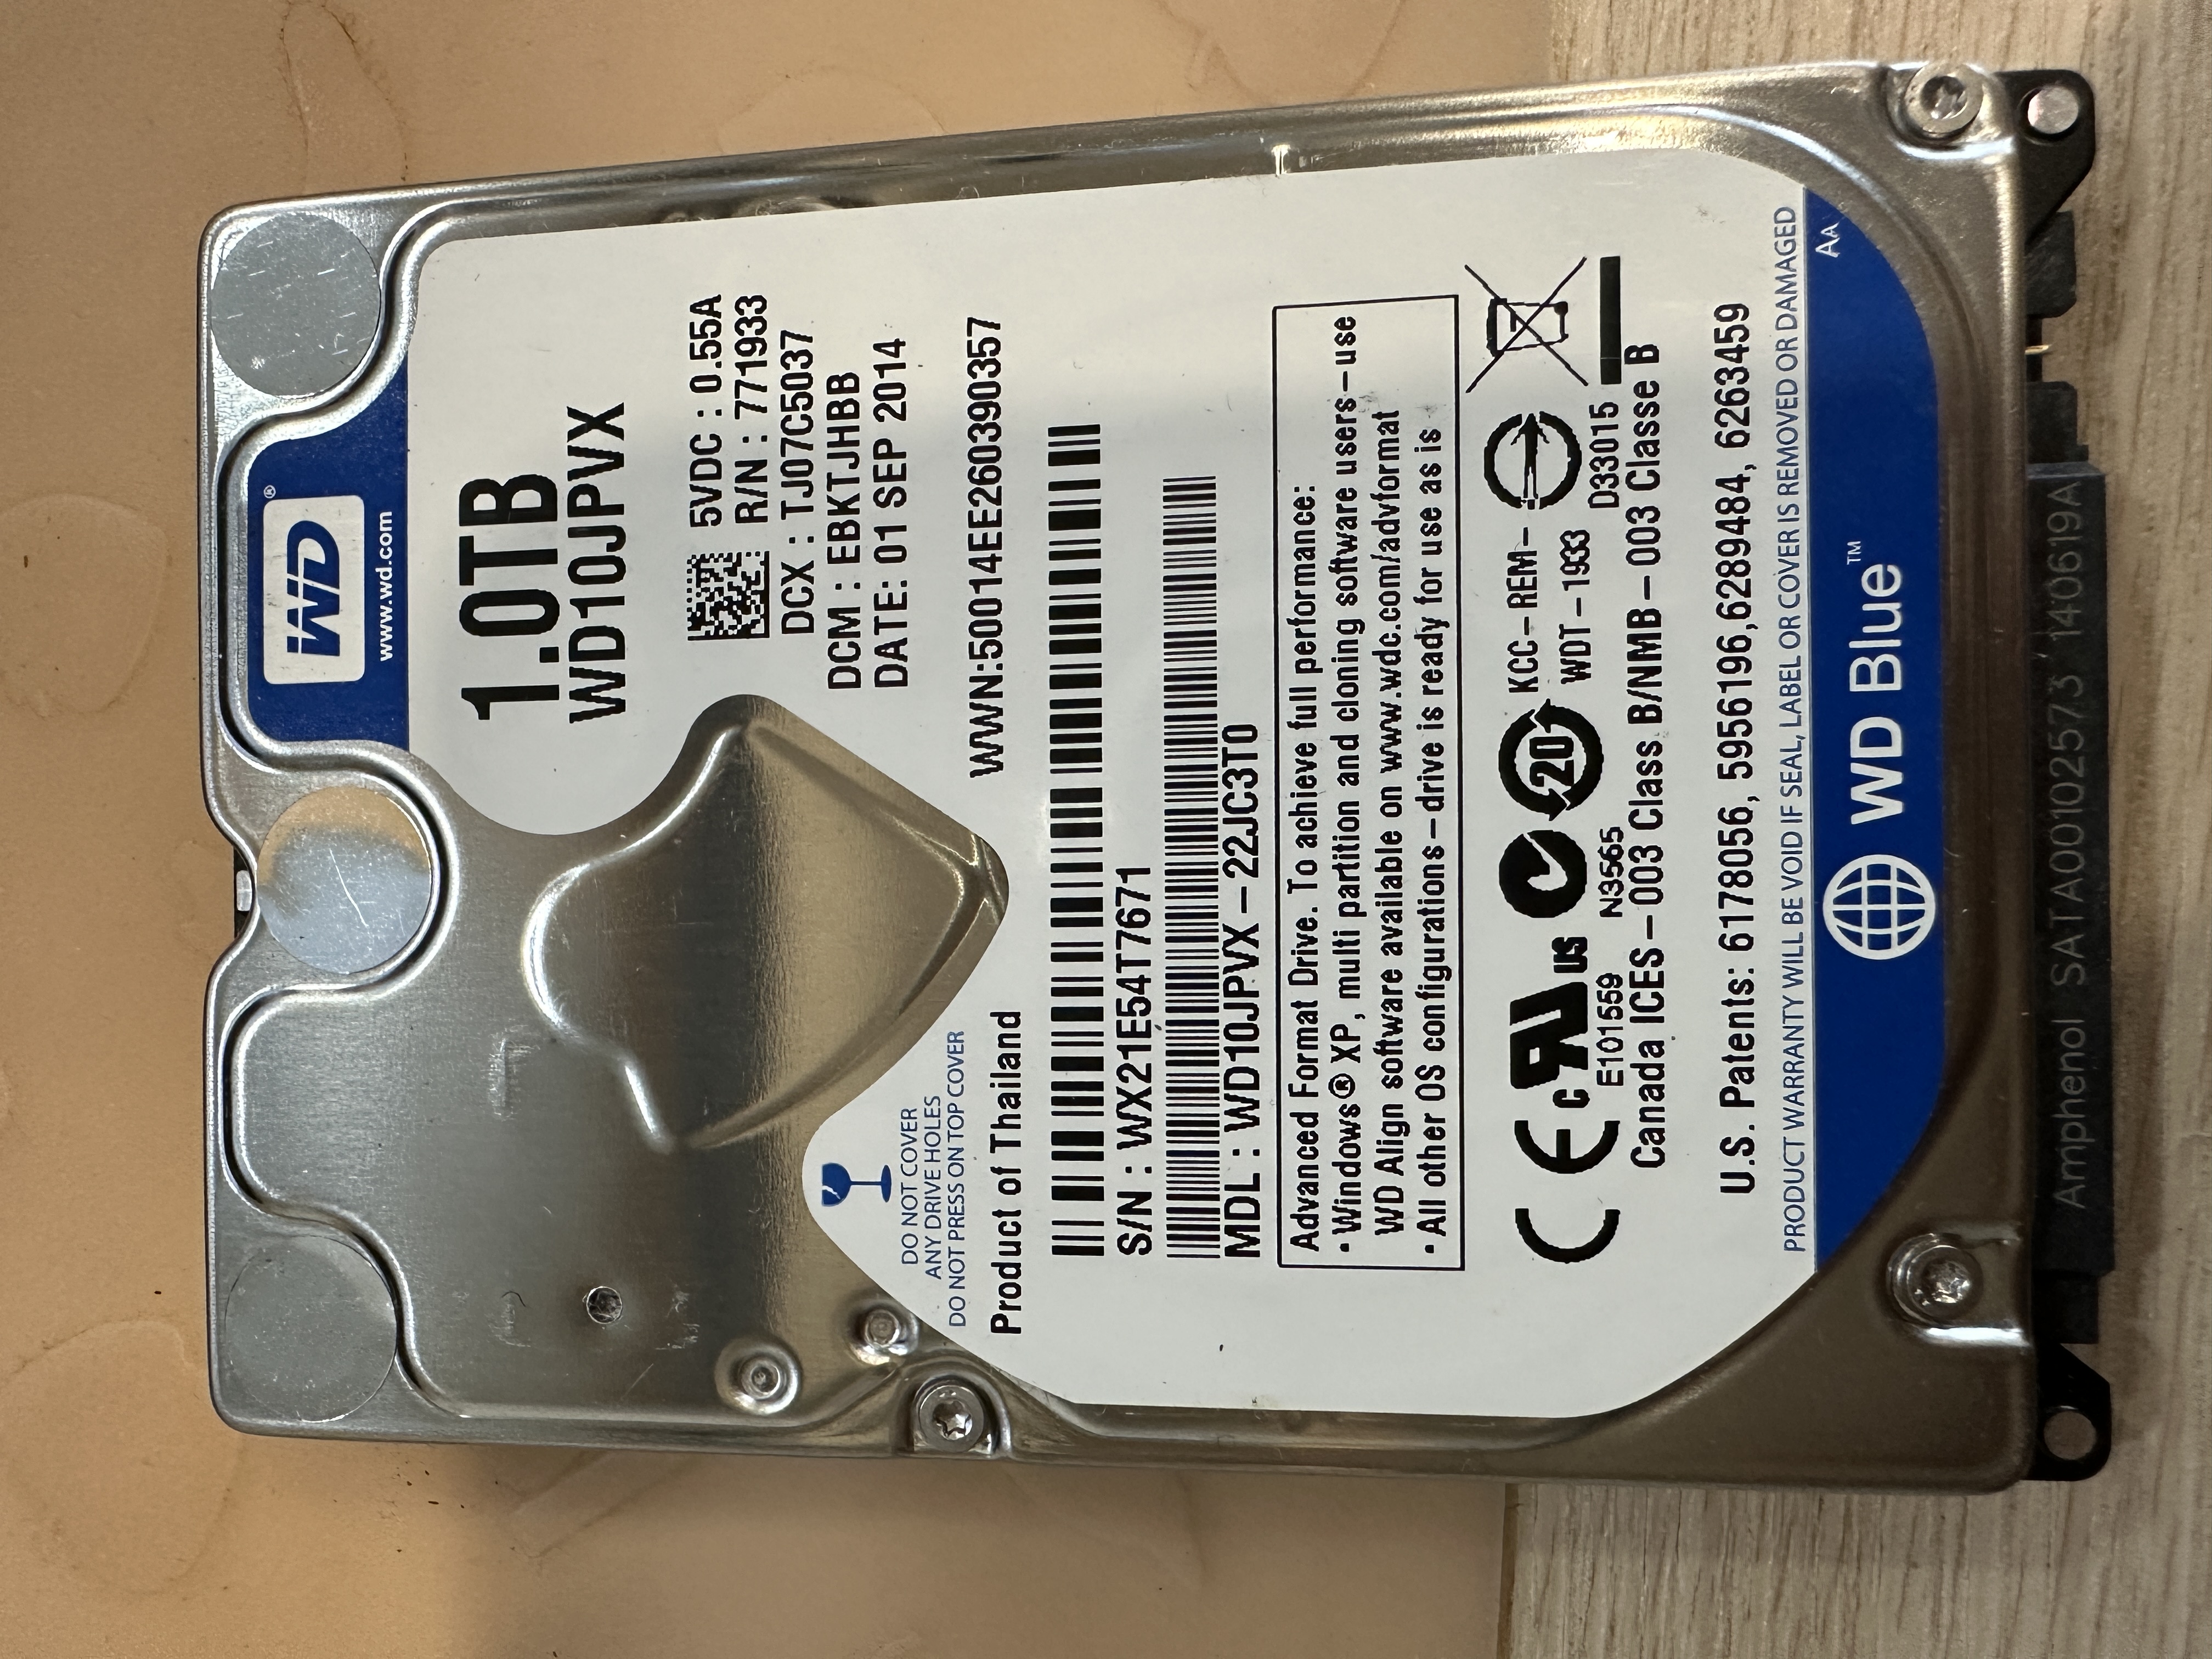 WD®
www.wd.com
1.0TB
WD10JPVX
5VDC : 0.55A
R/N : 771933
DCX : TJ07C5037
DCM : EBKTJHBB
DATE: 01 SEP 2014
DO NOT COVER
ANY DRIVE HOLES
DO NOT PRESS ON TOP COVER
WWN:50014EE260390357
Product of Thailand
S/N : WX21E54T7671
MDL : WD10JPVX – 22JC3T0
Advanced Format Drive. To achieve full performance:
• Windows® XP, multi partition and cloning software users – use
WD Align software available on www.wdc.com/advformat
• All other OS configurations – drive is ready for use as is
CE
c RU US
E101559
N3565
20
KCC – REM –
WDT – 1933
D33015
Canada ICES – 003 Class B/NMB – 003 Classe B
U.S. Patents: 6178056, 5956196,6289484, 6263459
PRODUCT WARRANTY WILL BE VOID IF SEAL, LABEL OR COVER IS REMOVED OR DAMAGED
AA
WD Blue™
Amphenol SATA00102573 140619A